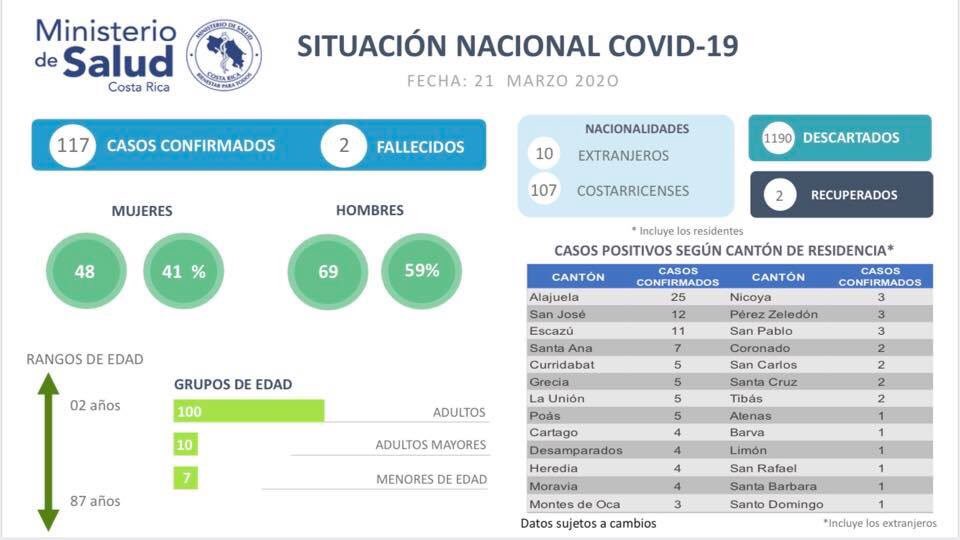 Ministerio
de Salud
Costa Rica
MINISTERIO DE SALUD
COSTA RICA
BIENESTAR PARA TODOS
SITUACIÓN NACIONAL COVID-19
FECHA: 21 MARZO 2020
117 CASOS CONFIRMADOS 2 FALLECIDOS
NACIONALIDADES
10 EXTRANJEROS
107 COSTARRICENSES
1190 DESCARTADOS
2 RECUPERADOS
* Incluye los residentes
MUJERES
48 41 %
HOMBRES
69 59%
RANGOS DE EDAD
02 años
87 años
GRUPOS DE EDAD
100 ADULTOS
10 ADULTOS MAYORES
7 MENORES DE EDAD
CASOS POSITIVOS SEGÚN CANTÓN DE RESIDENCIA*
CANTÓN CASOS CONFIRMADOS CANTÓN CASOS CONFIRMADOS
Alajuela 25 Nicoya 3
San José 12 Pérez Zeledón 3
Escazú 11 San Pablo 3
Santa Ana 7 Coronado 2
Curridabat 5 San Carlos 2
Grecia 5 Santa Cruz 2
La Unión 5 Tibás 2
Poás 5 Atenas 1
Cartago 4 Barva 1
Desamparados 4 Limón 1
Heredia 4 San Rafael 1
Moravia 4 Santa Barbara 1
Montes de Oca 3 Santo Domingo 1
Datos sujetos a cambios *Incluye los extranjeros